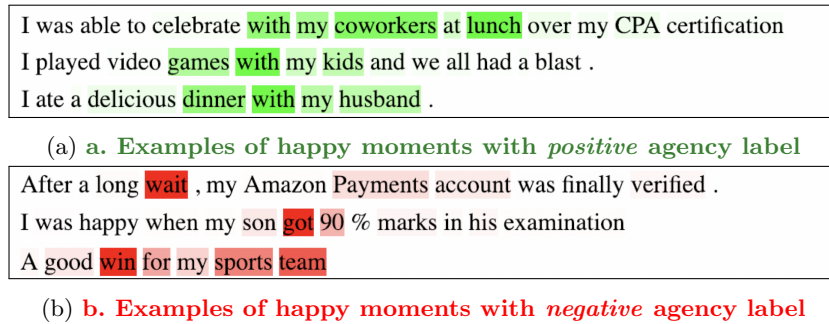 I was able to celebrate with my coworkers at lunch over my CPA certification
I played video games with my kids and we all had a blast .
I ate a delicious dinner with my husband .
(a) a. Examples of happy moments with positive agency label
After a long wait , my Amazon Payments account was finally verified .
I was happy when my son got 90 % marks in his examination
A good win for my sports team
(b) b. Examples of happy moments with negative agency label